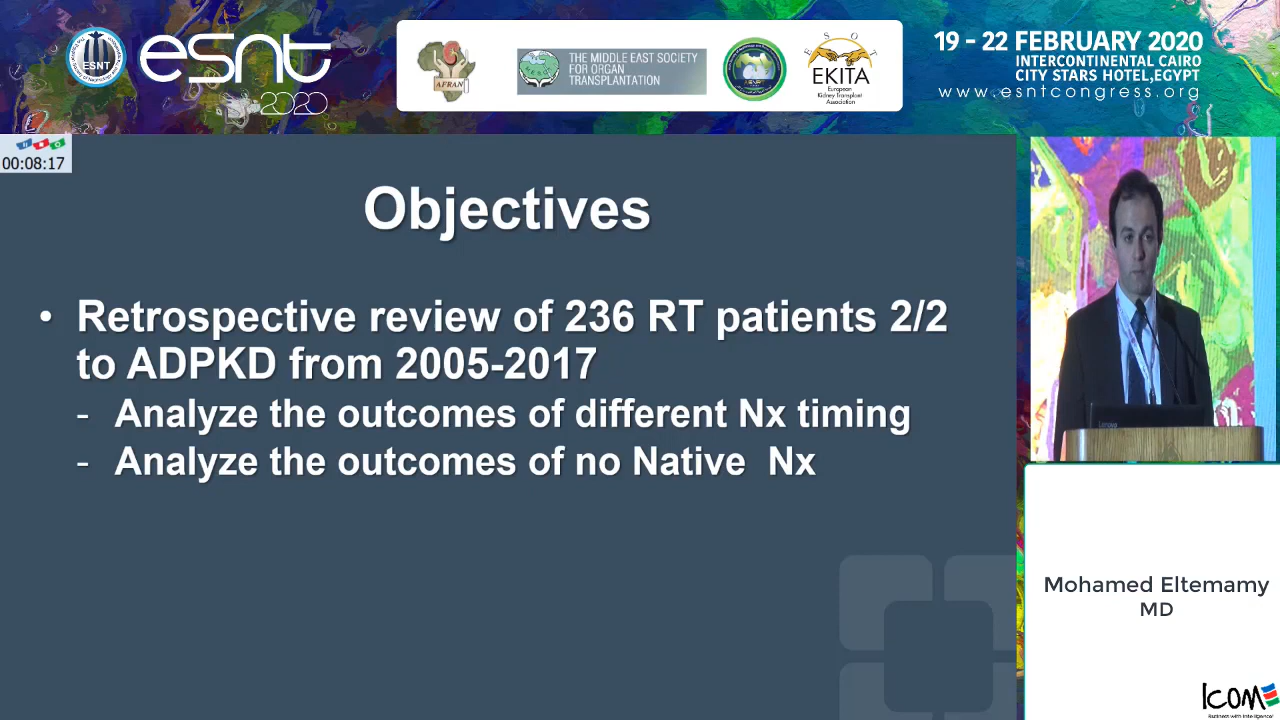 ESNT
esnt
2020
AFRAN
THE MIDDLE EAST SOCIETY
FOR ORGAN
TRANSPLANTATION
E S O T
EKITA
European
Kidney Transplant
Association
19 - 22 FEBRUARY 2020
INTERCONTINENTAL CAIRO
CITY STARS HOTEL,EGYPT
www.esntcongress.org
00:08:17
Objectives
• Retrospective review of 236 RT patients 2/2
to ADPKD from 2005-2017
- Analyze the outcomes of different Nx timing
- Analyze the outcomes of no Native Nx
Lenovo
Mohamed Eltemamy
MD
ICOM